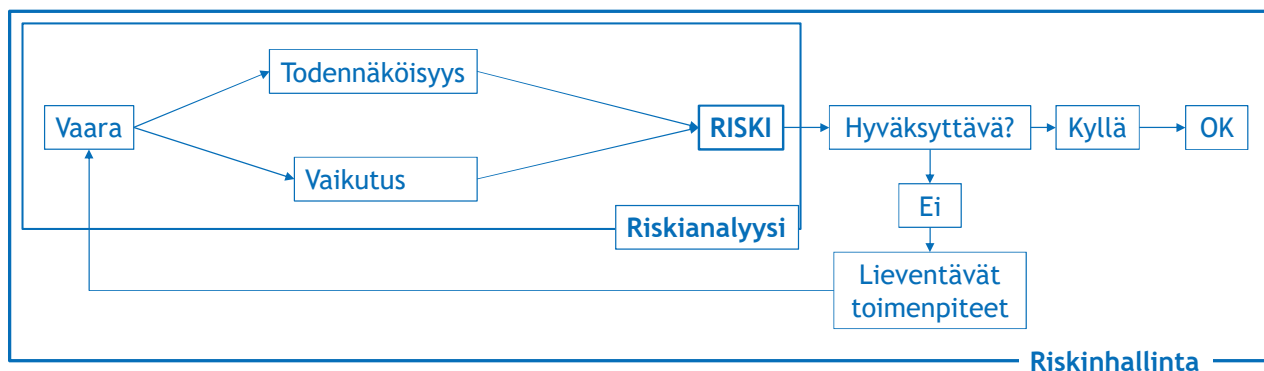 Todennäköisyys
Vaara
RISKI
Hyväksyttävä?
Kyllä
OK
Vaikutus
Ei
Riskianalyysi
Lieventävät
toimenpiteet
Riskinhallinta